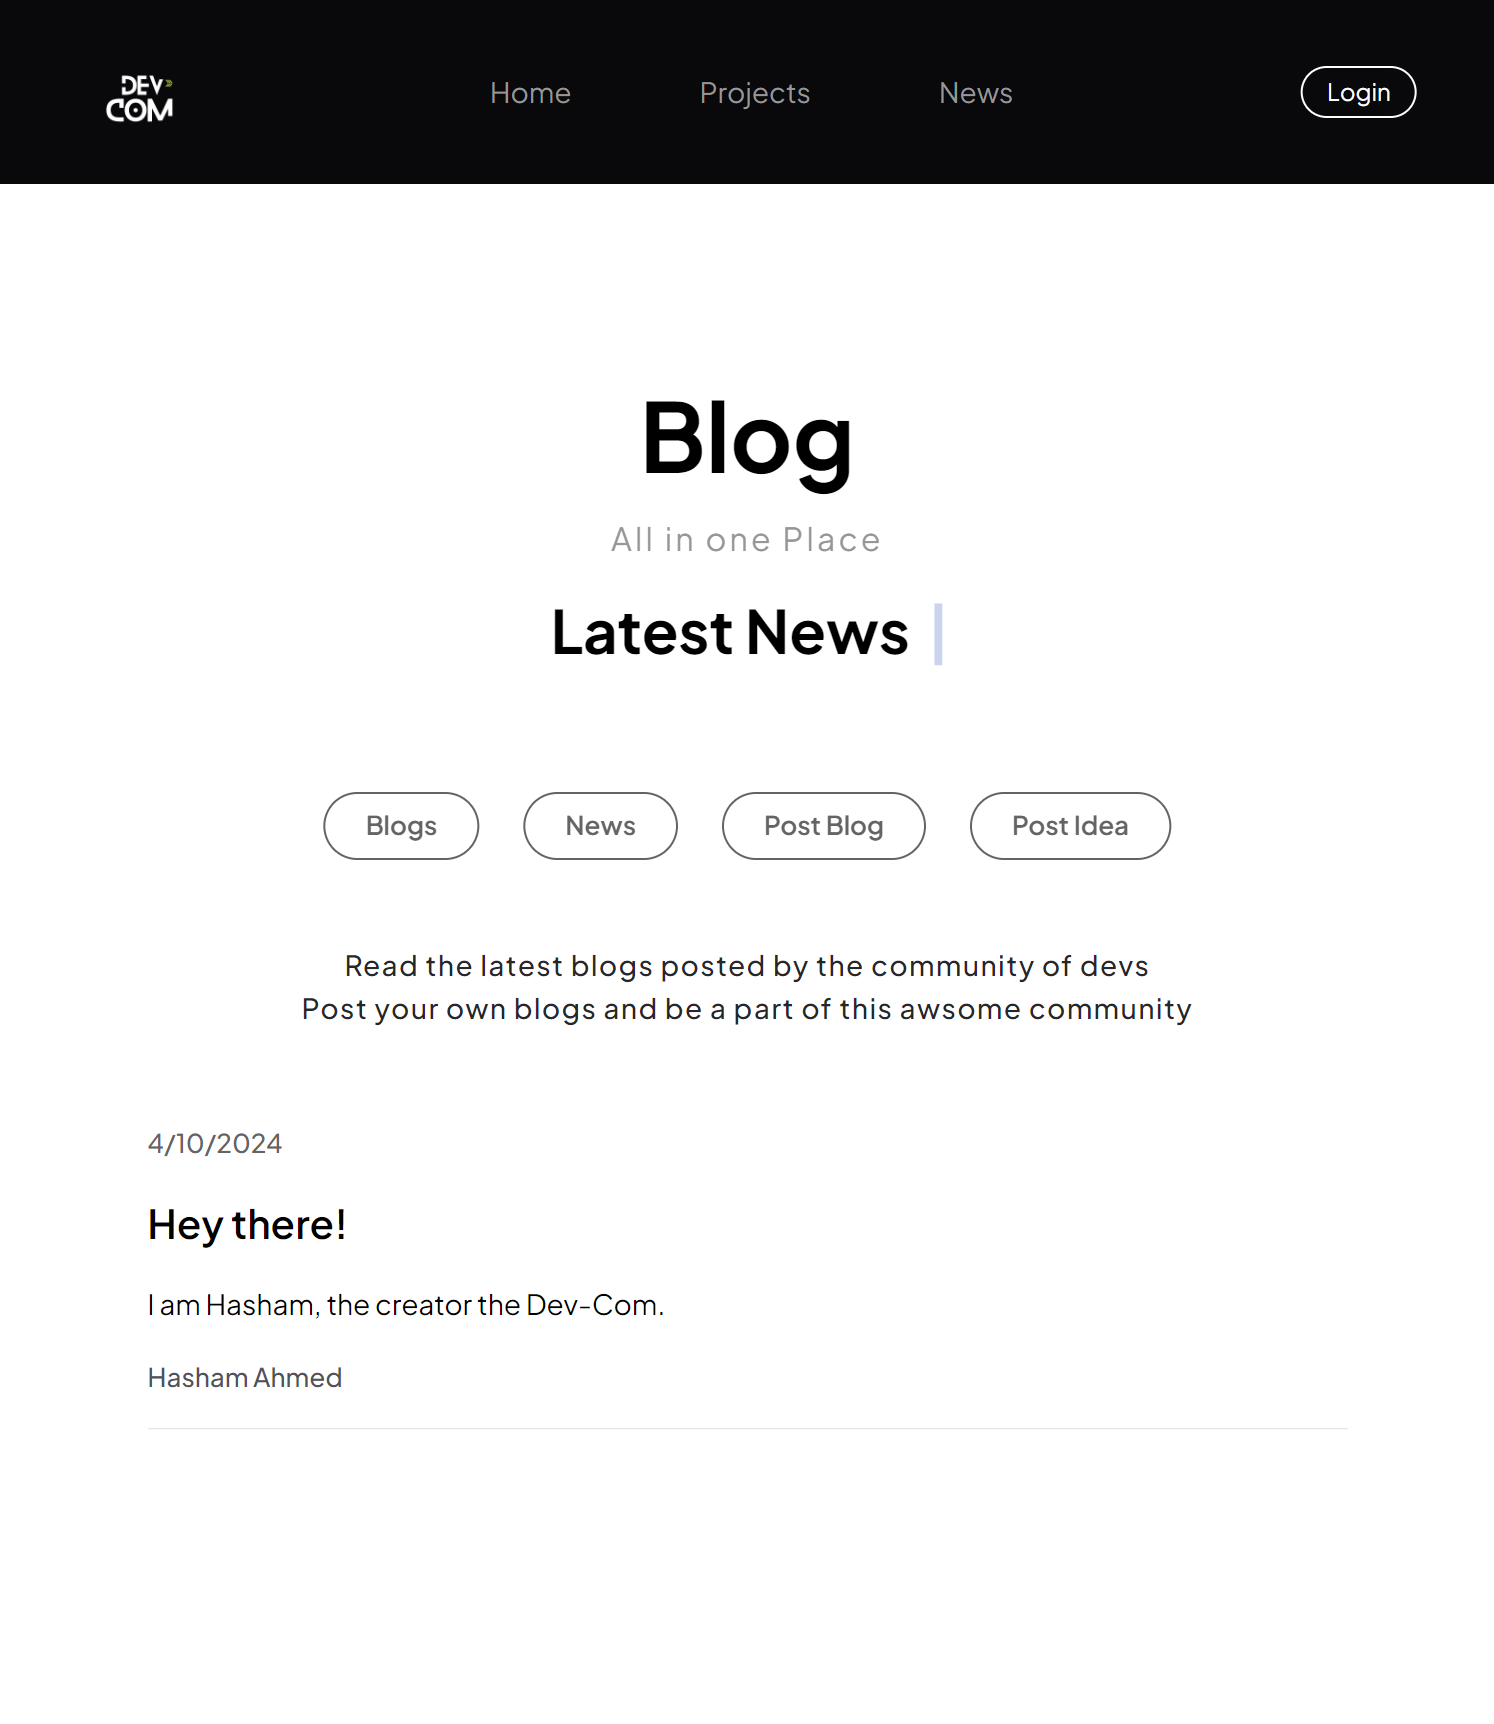 DEV
COM
Home
Projects
News
Login
Blog
All in one Place
Latest News
Blogs
News
Post Blog
Post Idea
Read the latest blogs posted by the community of devs
Post your own blogs and be a part of this awsome community
4/10/2024
Hey there!
I am Hasham, the creator the Dev-Com.
Hasham Ahmed